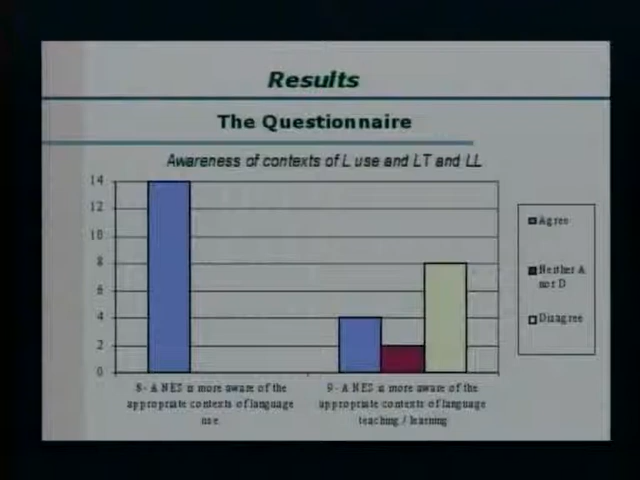 Results
The Questionnaire
Awareness of contexts of L use and LT and LL
14
12
10
8
6
4
2
0
Agree
Neither A
nor D
Disagree
8- A NES is more aware of the
appropriate contexts of language
use.
9- A NES is more aware of the
appropriate contexts of language
teaching / learning